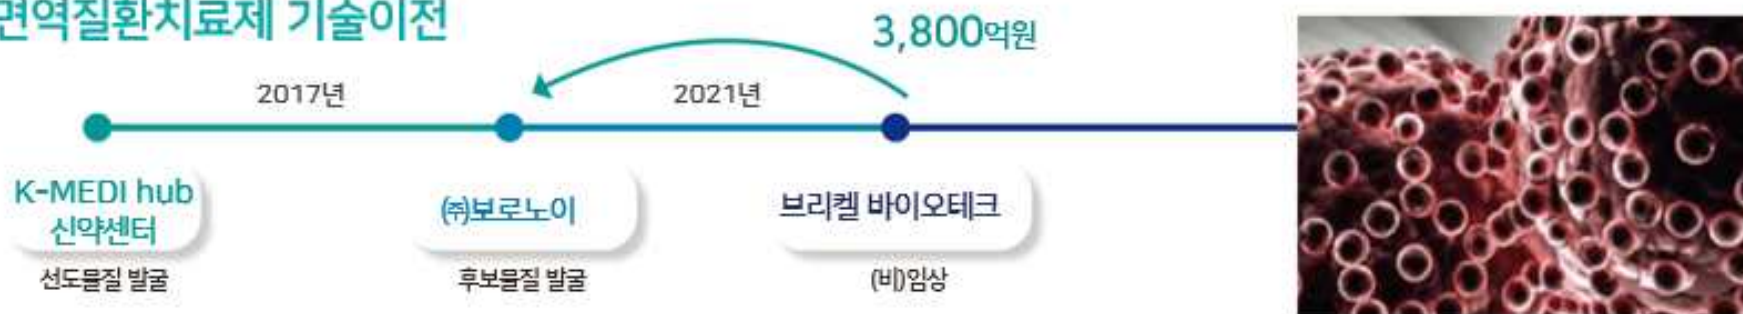 면역질환치료제 기술이전
3,800억원
2017년
2021년
K-MEDI hub
신약센터
㈜보로노이
브리켈 바이오테크
선도물질 발굴
후보물질 발굴
(비)임상